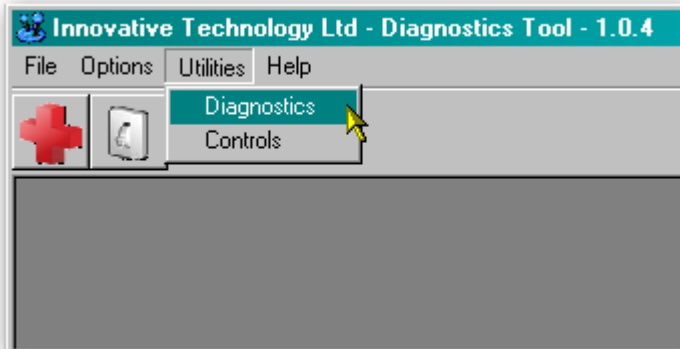 Innovative Technology Ltd - Diagnostics Tool - 1.0.4
File Options Utilities Help
Diagnostics
Controls